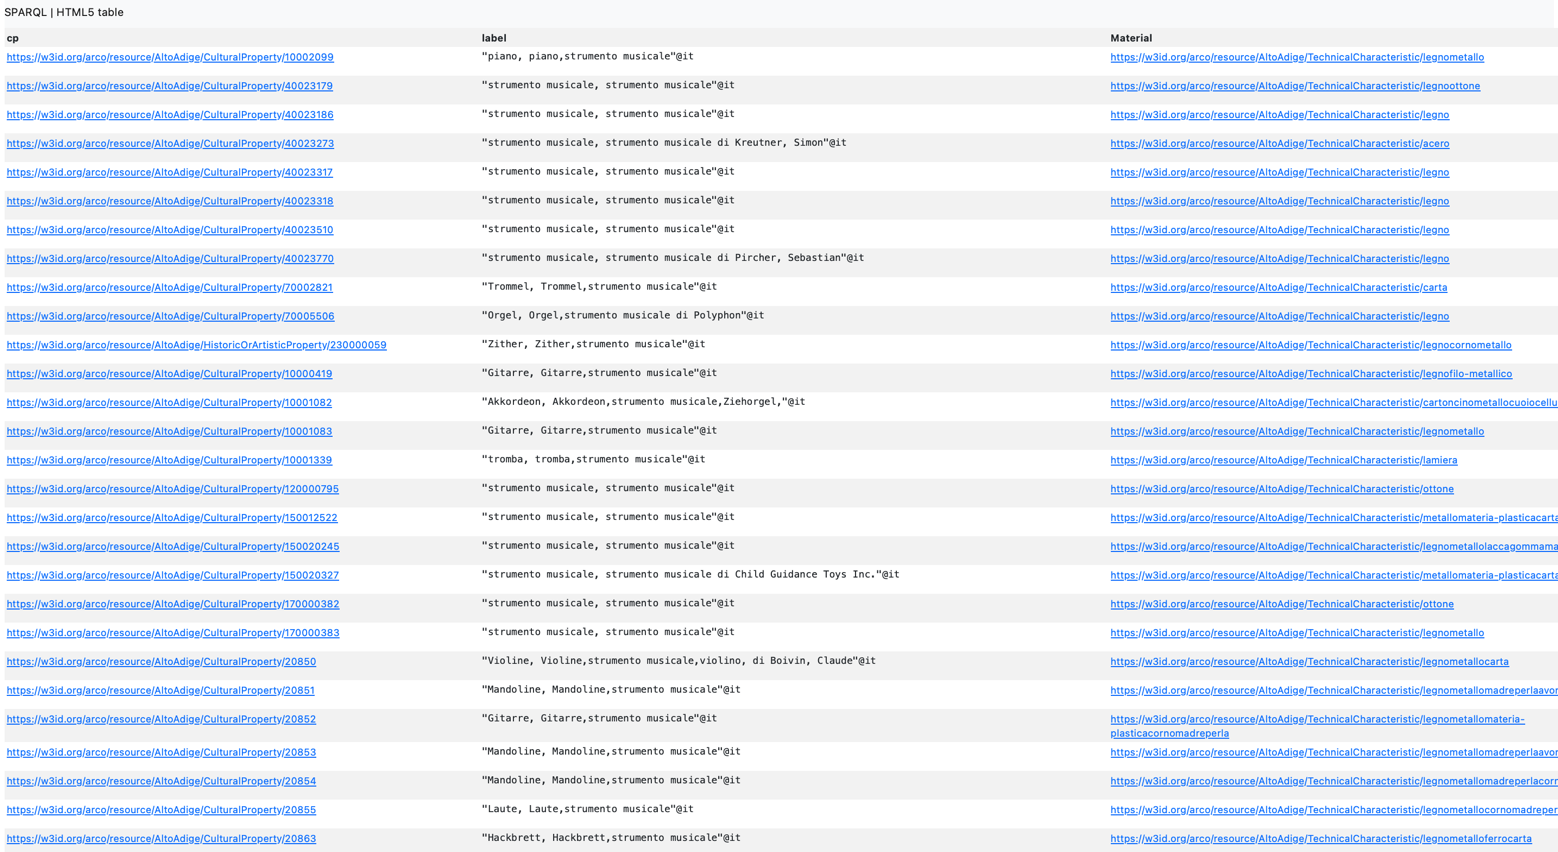 SPARQL | HTML5 table
cp label Material
https://w3id.org/arco/resource/AltoAdige/CulturalProperty/10002099 "piano, piano,strumento musicale"@it https://w3id.org/arco/resource/AltoAdige/TechnicalCharacteristic/legnometallo
https://w3id.org/arco/resource/AltoAdige/CulturalProperty/40023179 "strumento musicale, strumento musicale"@it https://w3id.org/arco/resource/AltoAdige/TechnicalCharacteristic/legnoottone
https://w3id.org/arco/resource/AltoAdige/CulturalProperty/40023186 "strumento musicale, strumento musicale"@it https://w3id.org/arco/resource/AltoAdige/TechnicalCharacteristic/legno
https://w3id.org/arco/resource/AltoAdige/CulturalProperty/40023273 "strumento musicale, strumento musicale di Kreutner, Simon"@it https://w3id.org/arco/resource/AltoAdige/TechnicalCharacteristic/acero
https://w3id.org/arco/resource/AltoAdige/CulturalProperty/40023317 "strumento musicale, strumento musicale"@it https://w3id.org/arco/resource/AltoAdige/TechnicalCharacteristic/legno
https://w3id.org/arco/resource/AltoAdige/CulturalProperty/40023318 "strumento musicale, strumento musicale"@it https://w3id.org/arco/resource/AltoAdige/TechnicalCharacteristic/legno
https://w3id.org/arco/resource/AltoAdige/CulturalProperty/40023510 "strumento musicale, strumento musicale"@it https://w3id.org/arco/resource/AltoAdige/TechnicalCharacteristic/legno
https://w3id.org/arco/resource/AltoAdige/CulturalProperty/40023770 "strumento musicale, strumento musicale di Pircher, Sebastian"@it https://w3id.org/arco/resource/AltoAdige/TechnicalCharacteristic/legno
https://w3id.org/arco/resource/AltoAdige/CulturalProperty/70002821 "Trommel, Trommel,strumento musicale"@it https://w3id.org/arco/resource/AltoAdige/TechnicalCharacteristic/carta
https://w3id.org/arco/resource/AltoAdige/CulturalProperty/70005506 "Orgel, Orgel,strumento musicale di Polyphon"@it https://w3id.org/arco/resource/AltoAdige/TechnicalCharacteristic/legno
https://w3id.org/arco/resource/AltoAdige/HistoricOrArtisticProperty/230000059 "Zither, Zither,strumento musicale"@it https://w3id.org/arco/resource/AltoAdige/TechnicalCharacteristic/legnocornometallo
https://w3id.org/arco/resource/AltoAdige/CulturalProperty/10000419 "Gitarre, Gitarre,strumento musicale"@it https://w3id.org/arco/resource/AltoAdige/TechnicalCharacteristic/legnofilo-metallico
https://w3id.org/arco/resource/AltoAdige/CulturalProperty/10001082 "Akkordeon, Akkordeon,strumento musicale,Ziehorgel,"@it https://w3id.org/arco/resource/AltoAdige/TechnicalCharacteristic/cartoncinometallocuoiocellu
https://w3id.org/arco/resource/AltoAdige/CulturalProperty/10001083 "Gitarre, Gitarre,strumento musicale"@it https://w3id.org/arco/resource/AltoAdige/TechnicalCharacteristic/legnometallo
https://w3id.org/arco/resource/AltoAdige/CulturalProperty/10001339 "tromba, tromba,strumento musicale"@it https://w3id.org/arco/resource/AltoAdige/TechnicalCharacteristic/lamiera
https://w3id.org/arco/resource/AltoAdige/CulturalProperty/120000795 "strumento musicale, strumento musicale"@it https://w3id.org/arco/resource/AltoAdige/TechnicalCharacteristic/ottone
https://w3id.org/arco/resource/AltoAdige/CulturalProperty/150012522 "strumento musicale, strumento musicale"@it https://w3id.org/arco/resource/AltoAdige/TechnicalCharacteristic/metallomateria-plasticacarta
https://w3id.org/arco/resource/AltoAdige/CulturalProperty/150020245 "strumento musicale, strumento musicale"@it https://w3id.org/arco/resource/AltoAdige/TechnicalCharacteristic/legnometallolaccagommama
https://w3id.org/arco/resource/AltoAdige/CulturalProperty/150020327 "strumento musicale, strumento musicale di Child Guidance Toys Inc."@it https://w3id.org/arco/resource/AltoAdige/TechnicalCharacteristic/metallomateria-plasticacarta
https://w3id.org/arco/resource/AltoAdige/CulturalProperty/170000382 "strumento musicale, strumento musicale"@it https://w3id.org/arco/resource/AltoAdige/TechnicalCharacteristic/ottone
https://w3id.org/arco/resource/AltoAdige/CulturalProperty/170000383 "strumento musicale, strumento musicale"@it https://w3id.org/arco/resource/AltoAdige/TechnicalCharacteristic/legnometallo
https://w3id.org/arco/resource/AltoAdige/CulturalProperty/20850 "Violine, Violine,strumento musicale,violino, di Boivin, Claude"@it https://w3id.org/arco/resource/AltoAdige/TechnicalCharacteristic/legnometallocarta
https://w3id.org/arco/resource/AltoAdige/CulturalProperty/20851 "Mandoline, Mandoline,strumento musicale"@it https://w3id.org/arco/resource/AltoAdige/TechnicalCharacteristic/legnometallomadreperlaavor
https://w3id.org/arco/resource/AltoAdige/CulturalProperty/20852 "Gitarre, Gitarre,strumento musicale"@it https://w3id.org/arco/resource/AltoAdige/TechnicalCharacteristic/legnometallomateria-
plasticacornomadreperla
https://w3id.org/arco/resource/AltoAdige/CulturalProperty/20853 "Mandoline, Mandoline,strumento musicale"@it https://w3id.org/arco/resource/AltoAdige/TechnicalCharacteristic/legnometallomadreperlaavor
https://w3id.org/arco/resource/AltoAdige/CulturalProperty/20854 "Mandoline, Mandoline,strumento musicale"@it https://w3id.org/arco/resource/AltoAdige/TechnicalCharacteristic/legnometallomadreperlacorn
https://w3id.org/arco/resource/AltoAdige/CulturalProperty/20855 "Laute, Laute,strumento musicale"@it https://w3id.org/arco/resource/AltoAdige/TechnicalCharacteristic/legnometallocornomadreper
https://w3id.org/arco/resource/AltoAdige/CulturalProperty/20863 "Hackbrett, Hackbrett,strumento musicale"@it https://w3id.org/arco/resource/AltoAdige/TechnicalCharacteristic/legnometalloferrocarta